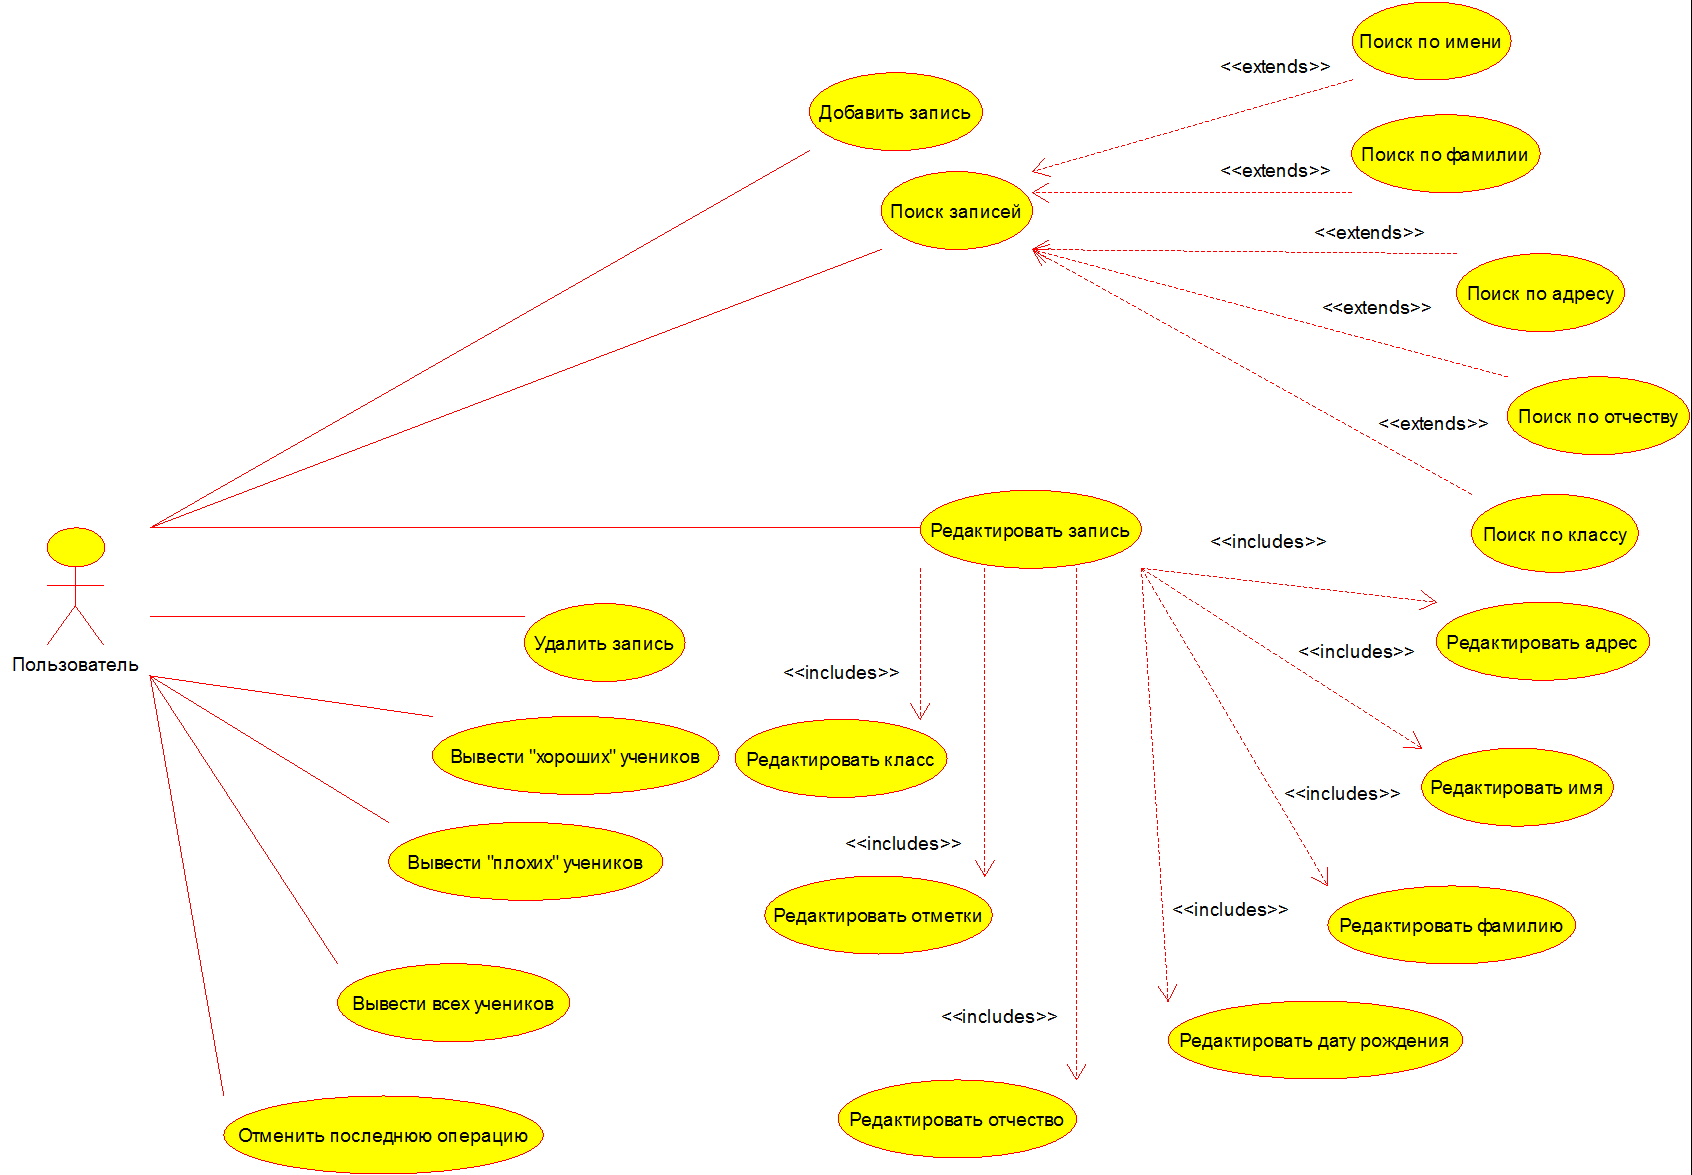 Поиск по имени
<<extends>>
Добавить запись
Поиск по фамилии
<<extends>>
Поиск записей
<<extends>>
Поиск по адресу
<<extends>>
Поиск по отчеству
<<extends>>
Редактировать запись
Поиск по классу
<<includes>>
Удалить запись
Редактировать адрес
<<includes>>
Пользователь
<<includes>>
Вывести "хороших" учеников
Редактировать класс
Редактировать имя
<<includes>>
<<includes>>
Вывести "плохих" учеников
<<includes>>
Редактировать отметки
Редактировать фамилию
Вывести всех учеников
<<includes>>
Редактировать дату рождения
Редактировать отчество
Отменить последнюю операцию